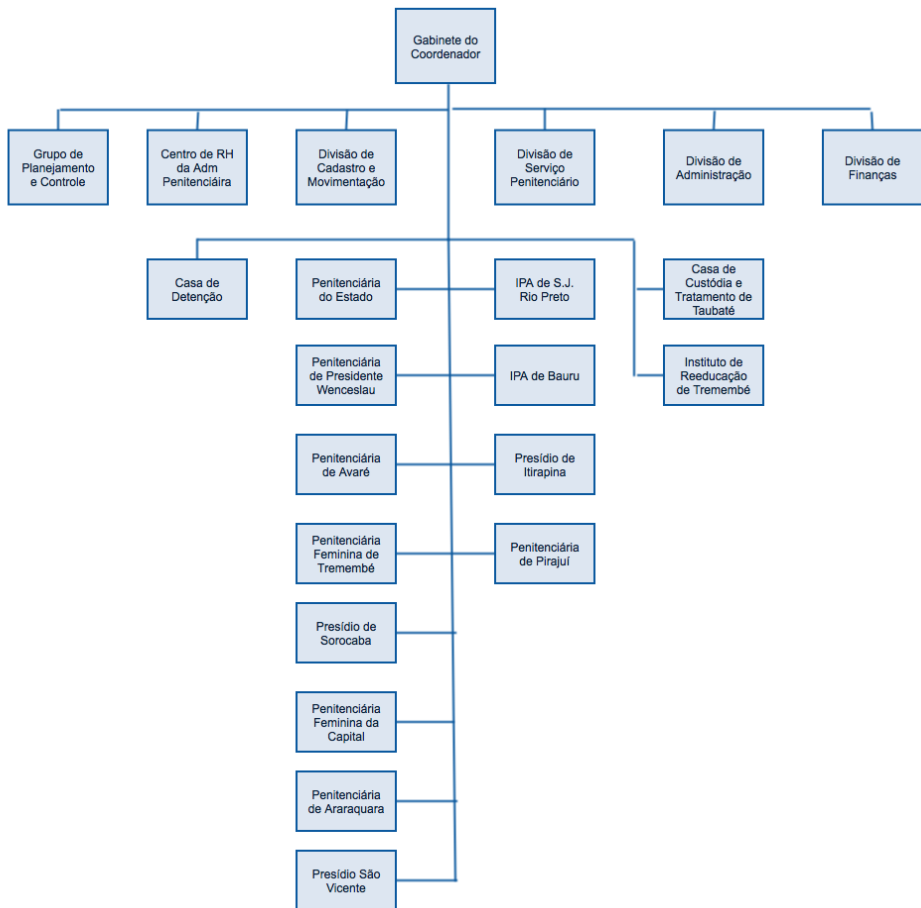 Gabinete do
Coordenador
Grupo de
Planejamento
e Controle
Centro de RH
da Adm
Penitenciáira
Divisão de
Cadastro e
Movimentação
Divisão de
Serviço
Penitenciário
Divisão de
Administração
Divisão de
Finanças
Casa de
Detenção
Penitenciária
do Estado
IPA de S.J.
Rio Preto
Casa de
Custódia e
Tratamento de
Taubaté
Penitenciária
de Presidente
Wenceslau
IPA de Bauru
Instituto de
Reeducação
de Tremembé
Penitenciária
de Avaré
Presídio de
Itirapina
Penitenciária
Feminina de
Tremembé
Penitenciária
de Pirajuí
Presídio de
Sorocaba
Penitenciária
Feminina da
Capital
Penitenciária
de Araraquara
Presídio São
Vicente